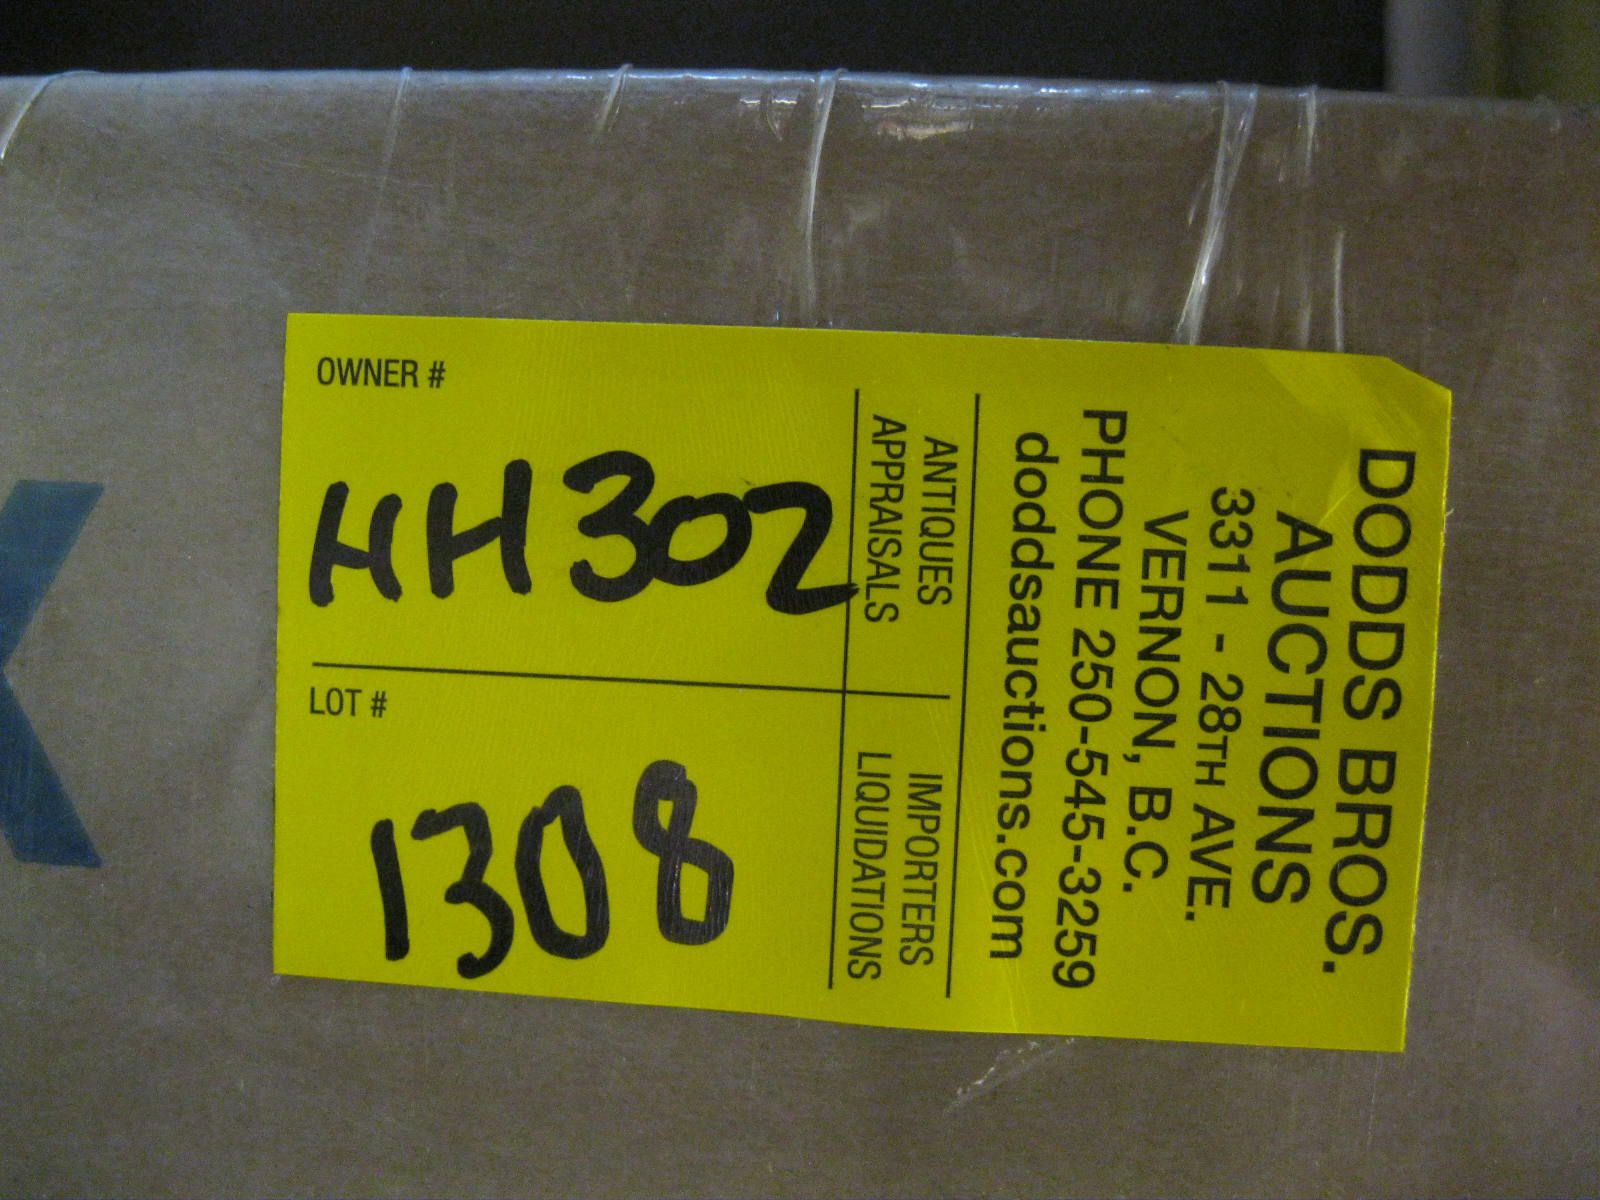 DODDS BROS.
AUCTIONS
3311 - 28TH AVE.
VERNON, B.C.
PHONE 250-545-3259
doddsauctions.com
ANTIQUES
APPRAISALS
IMPORTERS
LIQUIDATIONS
OWNER #
HH302
LOT #
1308